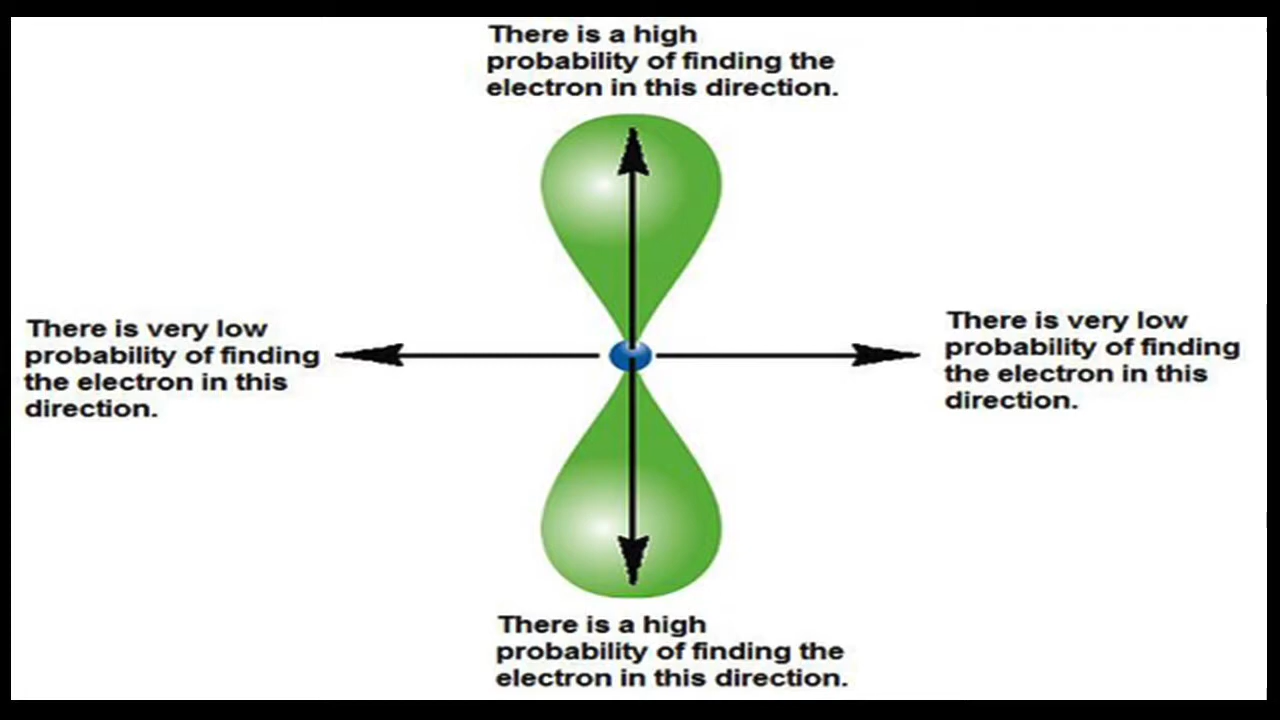 There is a high
probability of finding the
electron in this direction.
There is very low
probability of finding
the electron in this
direction.
There is very low
probability of finding
the electron in this
direction.
There is a high
probability of finding the
electron in this direction.